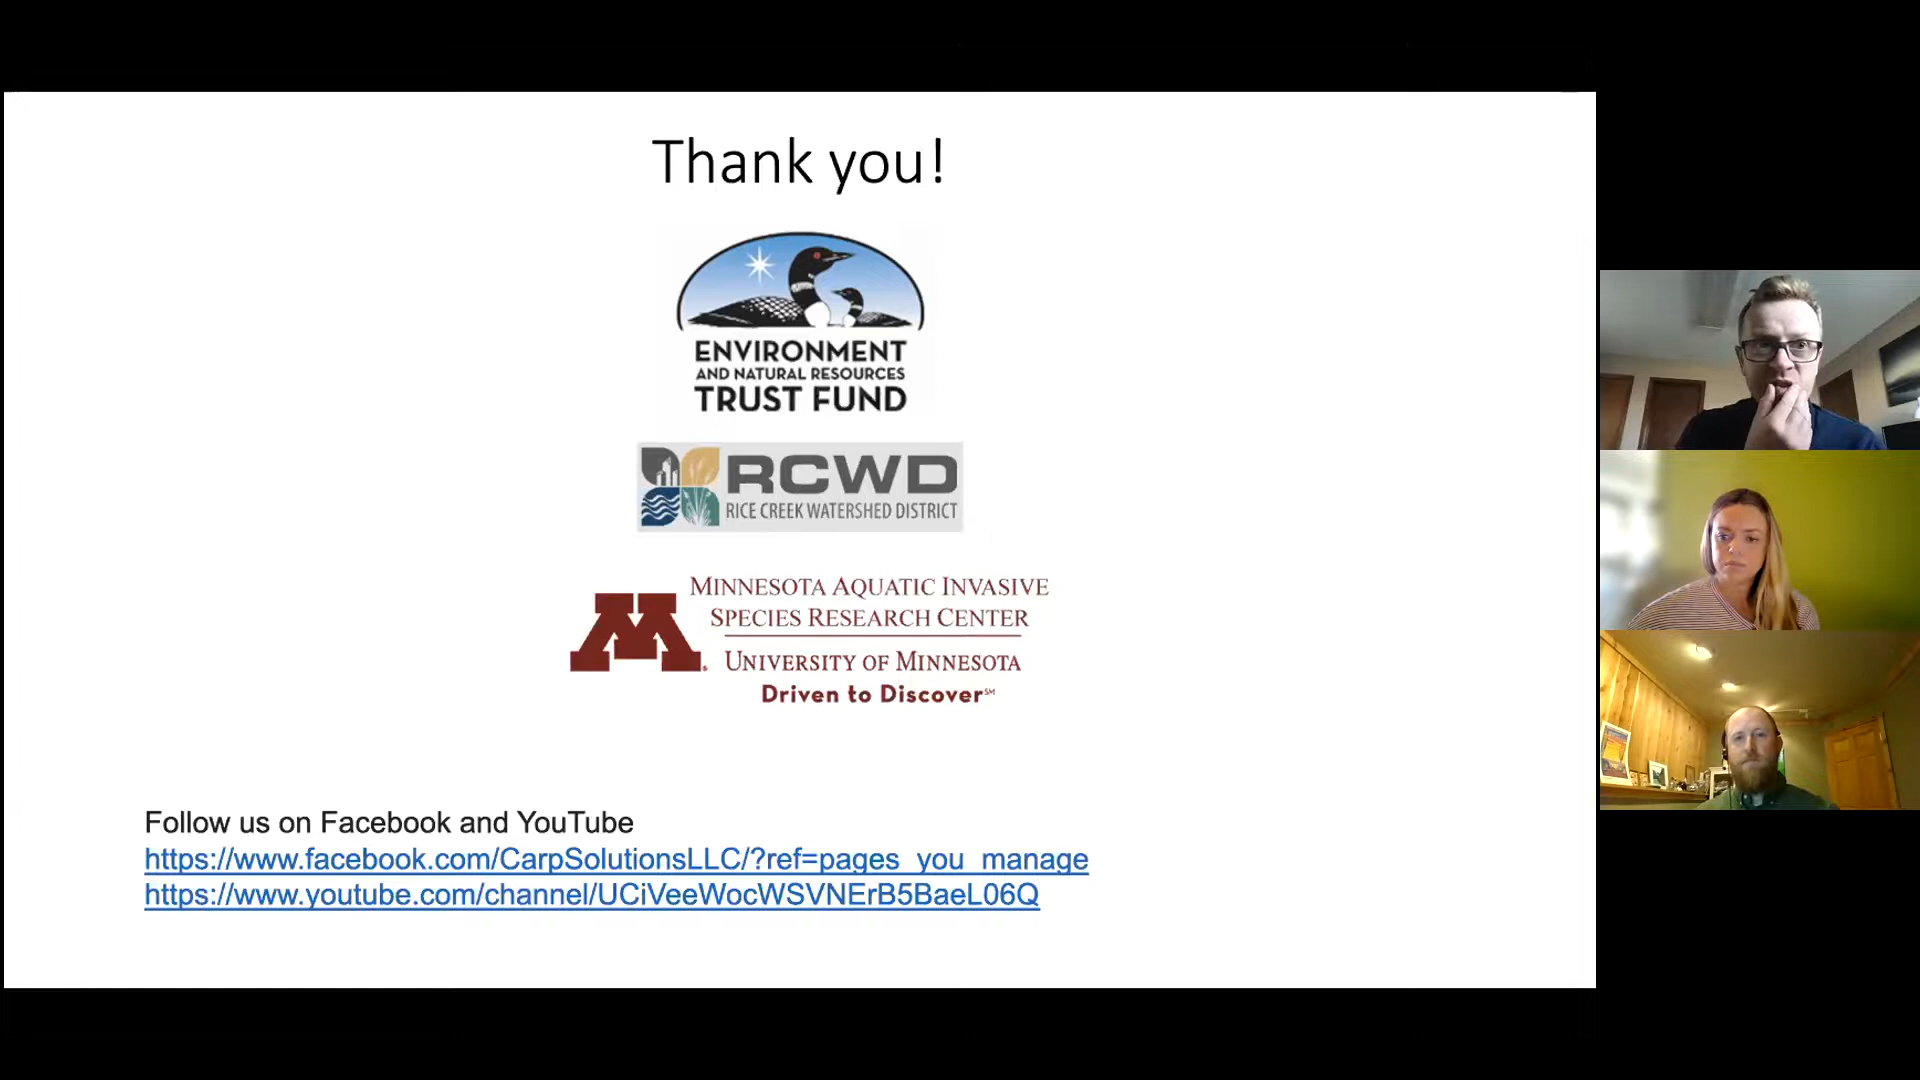 Thank you!
ENVIRONMENT
AND NATURAL RESOURCES
TRUST FUND
RCWD
RICE CREEK WATERSHED DISTRICT
MINNESOTA AQUATIC INVASIVE
SPECIES RESEARCH CENTER
M
UNIVERSITY OF MINNESOTA
Driven to Discover℠
Follow us on Facebook and YouTube
https://www.facebook.com/CarpSolutionsLLC/?ref=pages_you_manage
https://www.youtube.com/channel/UCiVeeWocWSVNErB5BaeL06Q